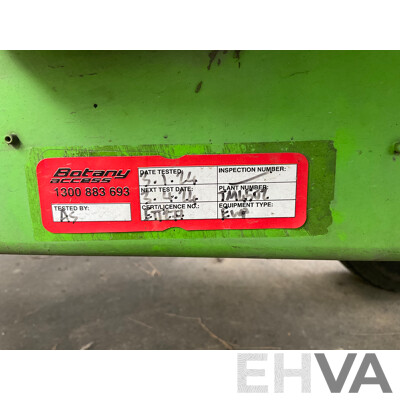 Botany
access
1300 883 693
TESTED BY:
AS
DATE TESTED:
NEXT TEST DATE:
CERT/LICENCE NO.:
INSPECTION NUMBER:
PLANT NUMBER:
EQUIPMENT TYPE:
EHVA